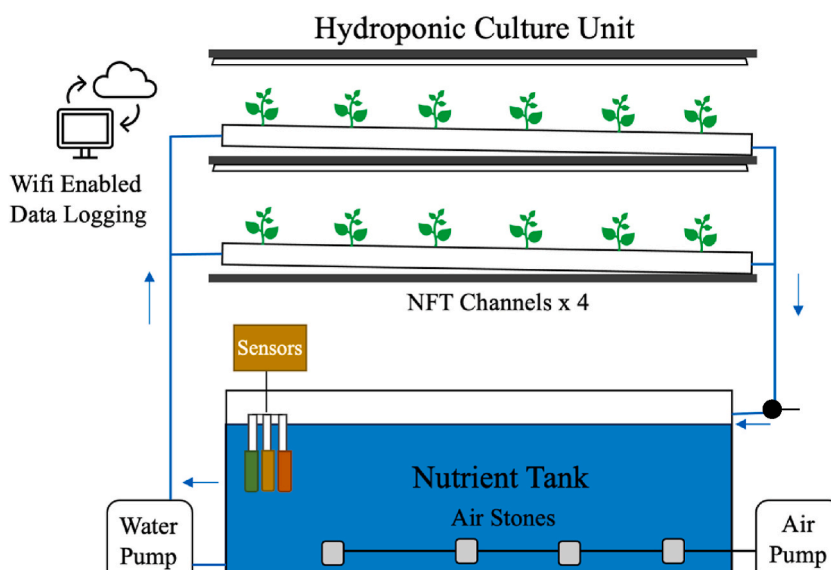 Hydroponic Culture Unit
Wifi Enabled
Data Logging
NFT Channels x 4
Sensors
Nutrient Tank
Air Stones
Water
Pump
Air
Pump